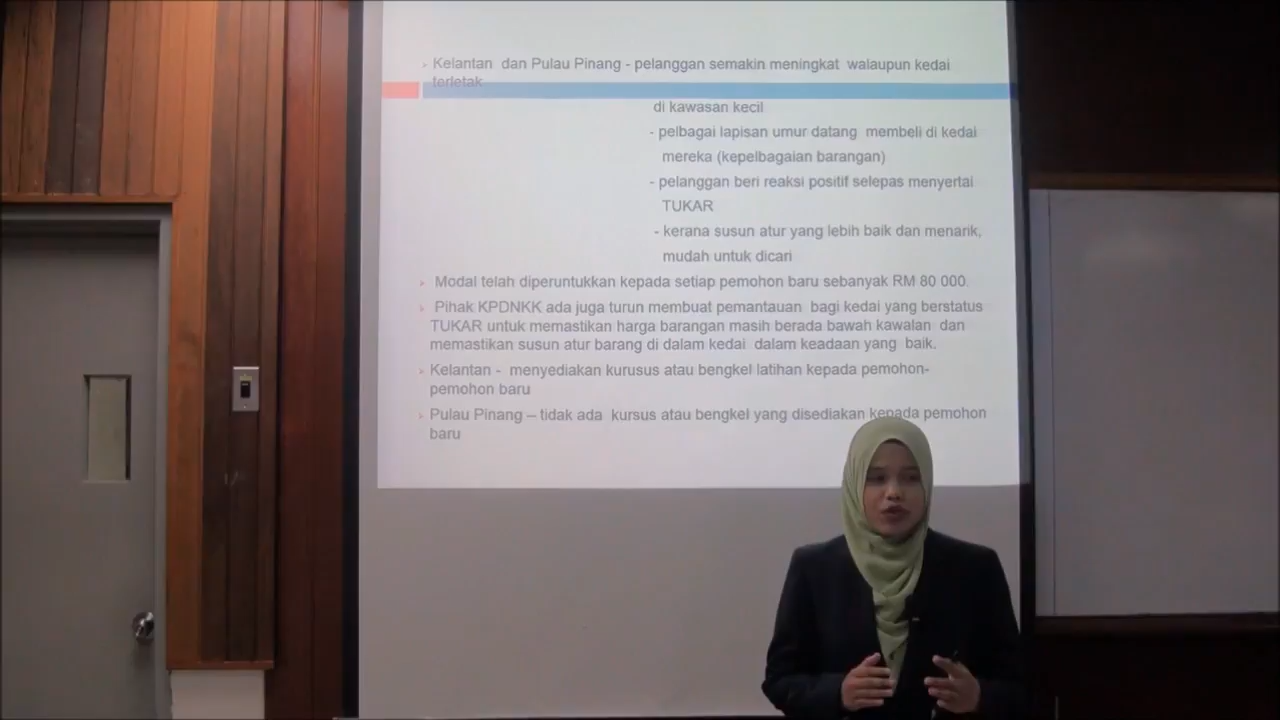 Kelantan dan Pulau Pinang - pelanggan semakin meningkat walaupun kedai
terletak
di kawasan kecil
- pelbagai lapisan umur datang membeli di kedai
mereka (kepelbagaian barangan)
- pelanggan beri reaksi positif selepas menyertai
TUKAR
- kerana susun atur yang lebih baik dan menarik,
mudah untuk dicari
Modal telah diperuntukkan kepada setiap pemohon baru sebanyak RM 80 000.
Pihak KPDNKK ada juga turun membuat pemantauan bagi kedai yang berstatus
TUKAR untuk memastikan harga barangan masih berada bawah kawalan dan
memastikan susun atur barang di dalam kedai dalam keadaan yang baik.
Kelantan - menyediakan kurusus atau bengkel latihan kepada pemohon-
pemohon baru
Pulau Pinang – tidak ada kursus atau bengkel yang disediakan kepada pemohon
baru